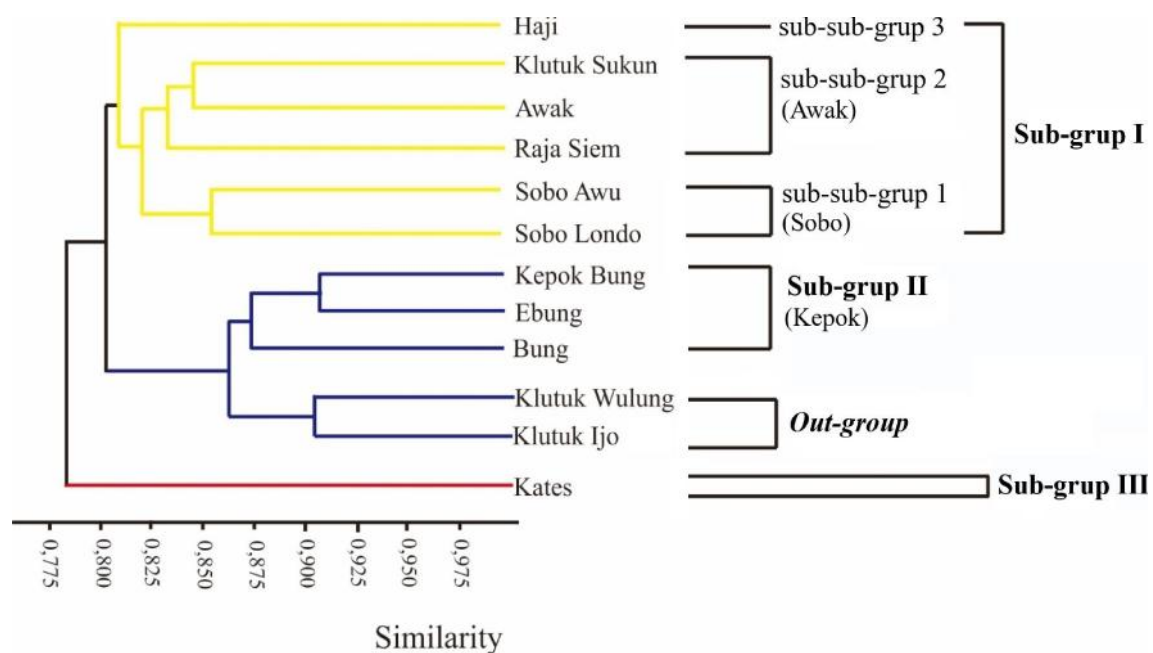 Haji
sub-sub-grup 3
Klutuk Sukun
sub-sub-grup 2
(Awak)
Awak
Sub-grup I
Raja Siem
Sobo Awu
sub-sub-grup 1
(Sobo)
Sobo Londo
Kepok Bung
Sub-grup II
(Kepok)
Ebung
Bung
Klutuk Wulung
Out-group
Klutuk Ijo
Kates
Sub-grup III
0,775
0,800
0,825
0,850
0,875
0,900
0,925
0,950
0,975
Similarity